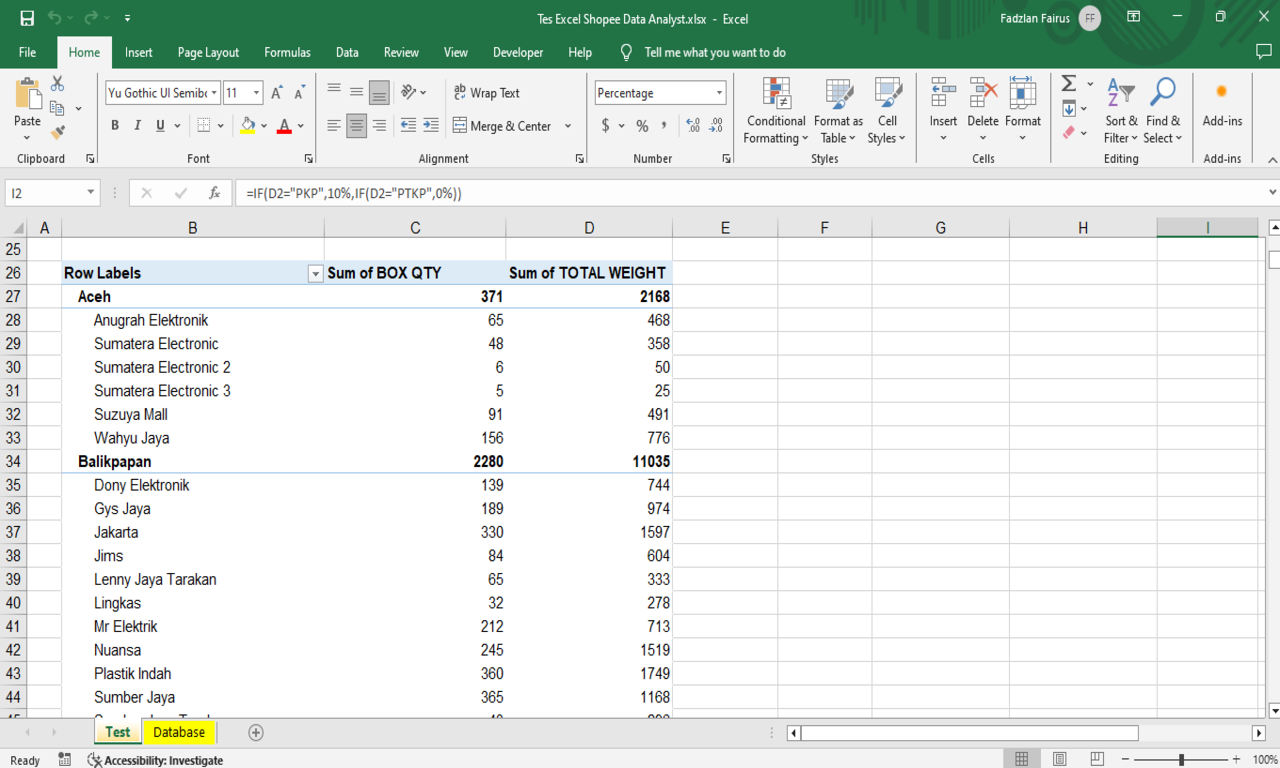 Tes Excel Shopee Data Analyst.xlsx - Excel
Fadzlan Fairus FF
File Home Insert Page Layout Formulas Data Review View Developer Help Tell me what you want to do
Yu Gothic UI Semib 11
ab Wrap Text
Percentage
Paste
B I U A
Merge & Center
$ % ,
Conditional Formatting
Format as Table
Cell Styles
Insert Delete Format
Sort & Filter
Find & Select
Add-ins
Clipboard Font Alignment Number Styles Cells Editing Add-ins
I2 fx =IF(D2="PKP",10%,IF(D2="PTKP",0%))
A B C D E F G H I
25
26 Row Labels Sum of BOX QTY Sum of TOTAL WEIGHT
27 Aceh 371 2168
28 Anugrah Elektronik 65 468
29 Sumatera Electronic 48 358
30 Sumatera Electronic 2 6 50
31 Sumatera Electronic 3 5 25
32 Suzuya Mall 91 491
33 Wahyu Jaya 156 776
34 Balikpapan 2280 11035
35 Dony Elektronik 139 744
36 Gys Jaya 189 974
37 Jakarta 330 1597
38 Jims 84 604
39 Lenny Jaya Tarakan 65 333
40 Lingkas 32 278
41 Mr Elektrik 212 713
42 Nuansa 245 1519
43 Plastik Indah 360 1749
44 Sumber Jaya 365 1168
Test Database
Ready Accessibility: Investigate 100%